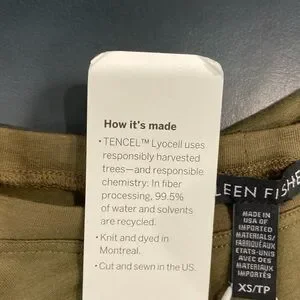 How it's made
• TENCEL™ Lyocell uses
responsibly harvested
trees—and responsible
chemistry. In fiber
processing, 99.5%
of water and solvents
are recycled.
• Knit and dyed in
Montreal.
• Cut and sewn in the US.
LEEN FISHE
MADE IN
USA OF
IMPORTED
MATERIALS/
FABRIQUÉ AUX
ÉTATS-UNIS
AVEC DES
MATERIAUX
IMPORTÉS
XS/TP